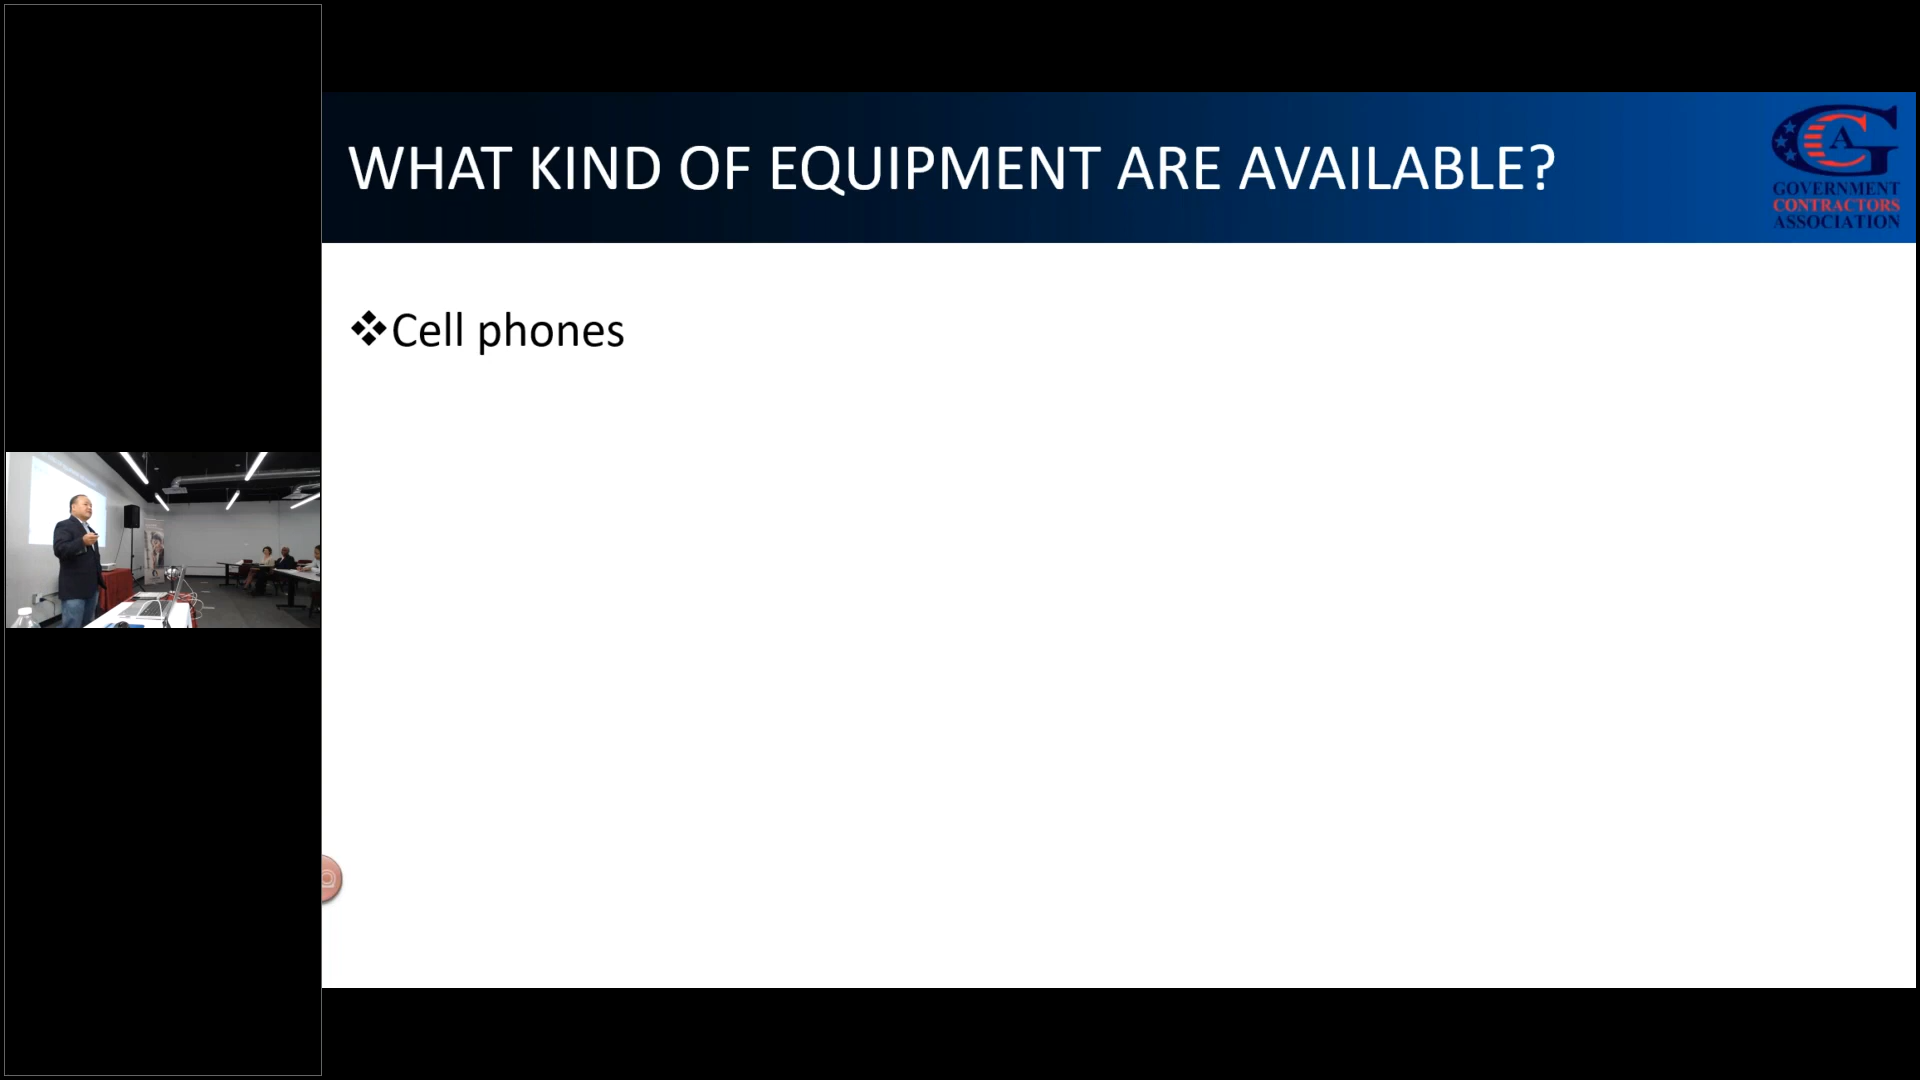 WHAT KIND OF EQUIPMENT ARE AVAILABLE?
GOVERNMENT
CONTRACTORS
ASSOCIATION
❖Cell phones